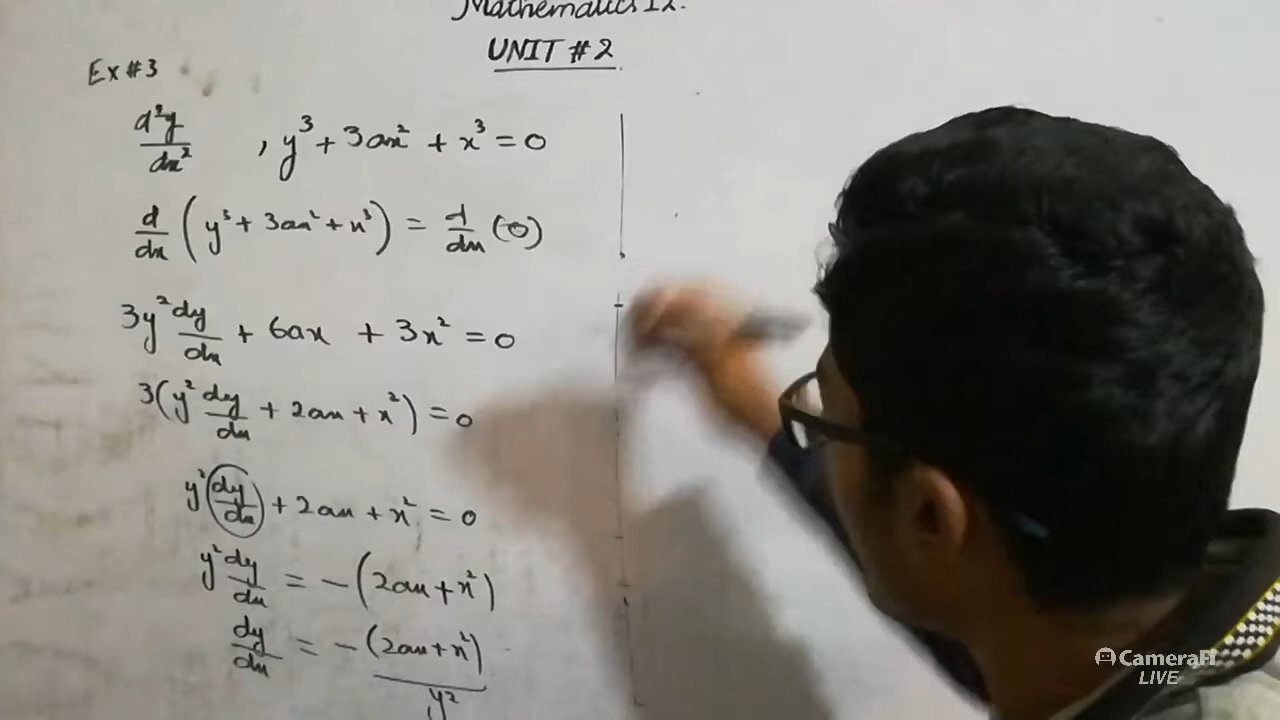 Mathematics 12.
UNIT # 2
Ex # 3
d²y/dx² , y³ + 3ax² + x³ = 0
d/dx (y³ + 3ax² + x³) = d/dx (0)
3y² dy/dx + 6ax + 3x² = 0
3(y² dy/dx + 2ax + x²) = 0
y² (dy/dx) + 2ax + x² = 0
y² dy/dx = -(2ax + x²)
dy/dx = -(2ax + x²)/y²
CameraFi
LIVE